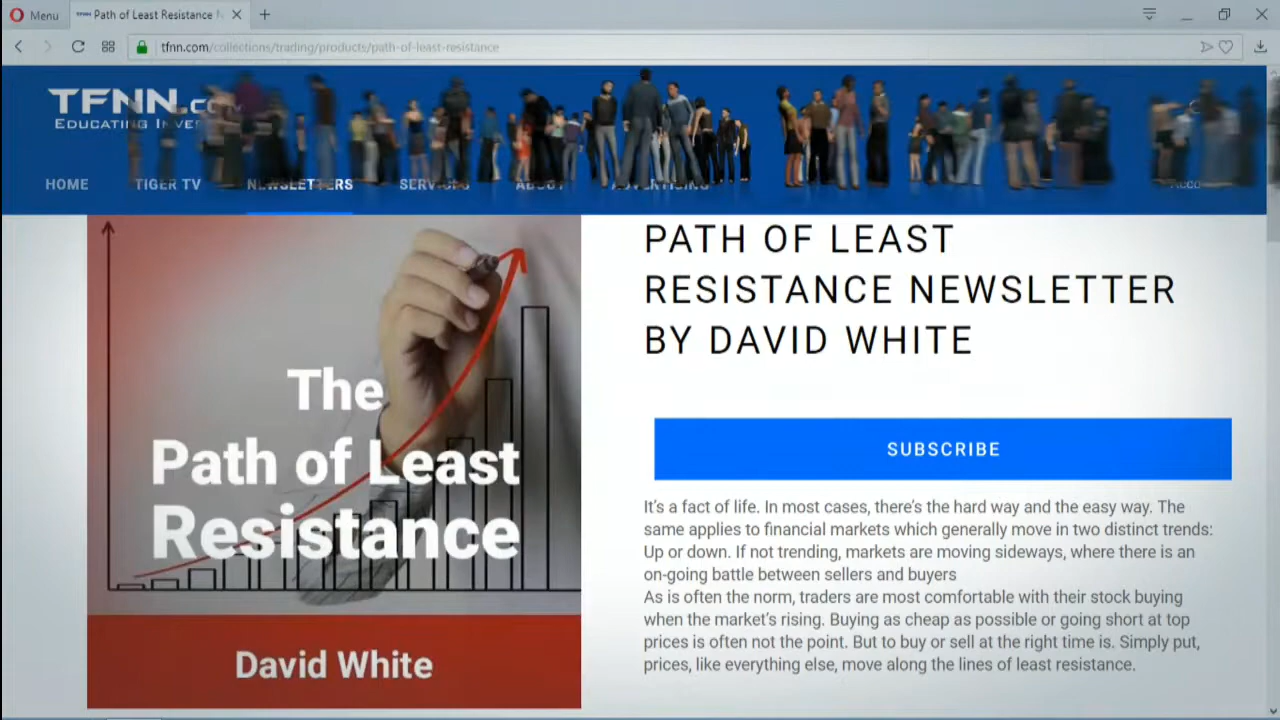 Menu
Path of Least Resistance
tfnn.com/collections/trading/products/path-of-least-resistance
TFNN
HOME
TIGER TV
NEWSLETTERS
SERVICES
ABOUT
ADVERTISING
PATH OF LEAST
RESISTANCE NEWSLETTER
BY DAVID WHITE
The
Path of Least
Resistance
David White
SUBSCRIBE
It's a fact of life. In most cases, there's the hard way and the easy way. The
same applies to financial markets which generally move in two distinct trends:
Up or down. If not trending, markets are moving sideways, where there is an
on-going battle between sellers and buyers
As is often the norm, traders are most comfortable with their stock buying
when the market's rising. Buying as cheap as possible or going short at top
prices is often not the point. But to buy or sell at the right time is. Simply put,
prices, like everything else, move along the lines of least resistance.